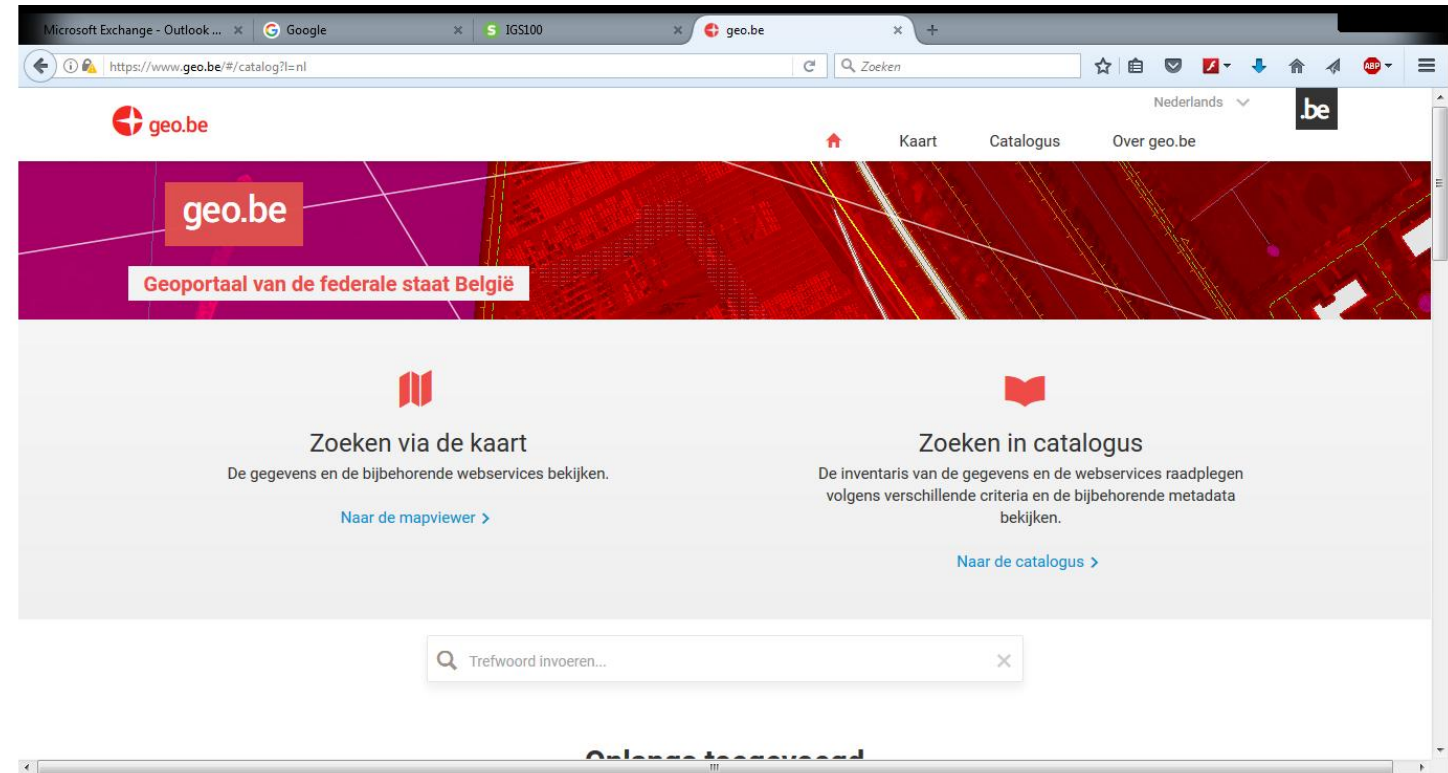 Microsoft Exchange - Outlook ...
Google
IGS100
geo.be
https://www.geo.be/#/catalog?l=nl
Zoeken
ABP
geo.be
Nederlands
.be
Kaart
Catalogus
Over geo.be
geo.be
Geoportaal van de federale staat België
Zoeken via de kaart
De gegevens en de bijbehorende webservices bekijken.
Naar de mapviewer >
Zoeken in catalogus
De inventaris van de gegevens en de webservices raadplegen
volgens verschillende criteria en de bijbehorende metadata
bekijken.
Naar de catalogus >
Trefwoord invoeren...
Onlangs toegevoegd